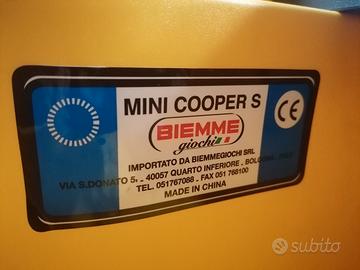 MINI COOPER S
BIEMME
giochi
IMPORTATO DA BIEMMEGIOCHI SRL
VIA S.DONATO 5. - 40057 QUARTO INFERIORE - BOLOGNA
TEL. 051767088 . FAX 051 768100
MADE IN CHINA
CE
subito